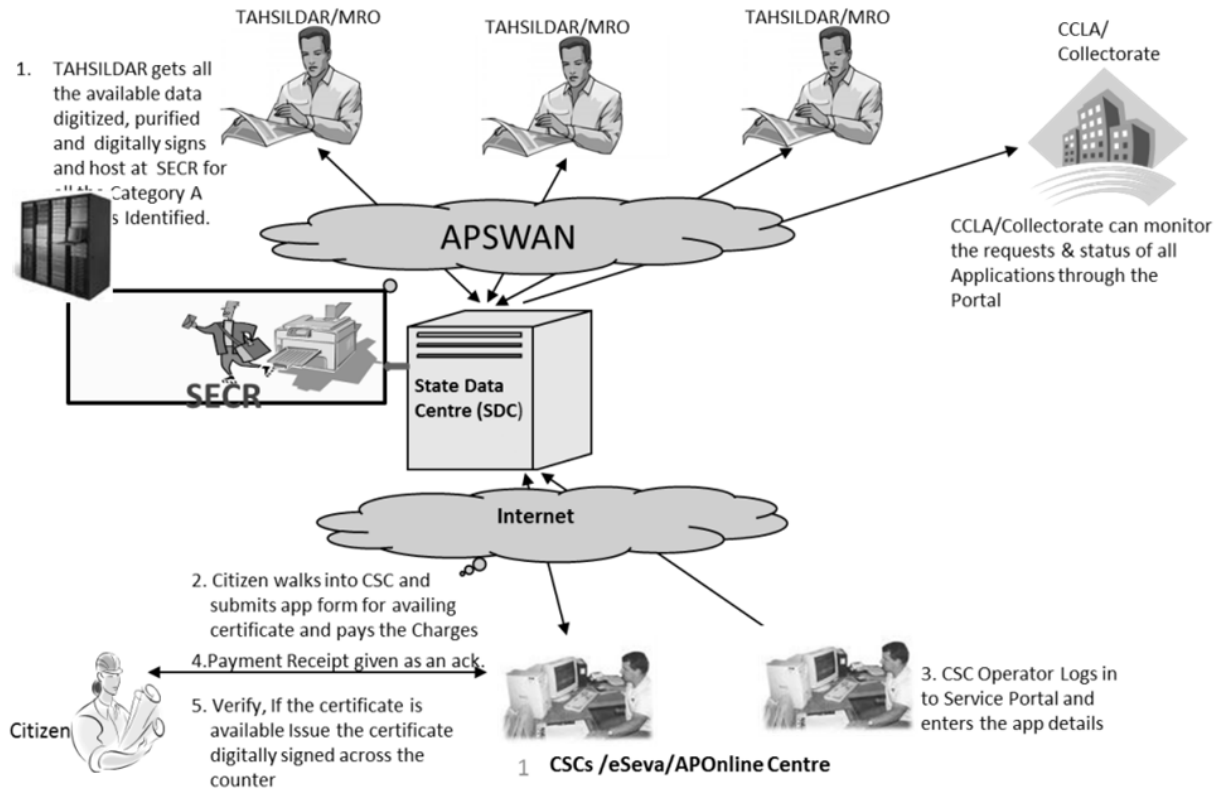 TAHSILDAR/MRO
TAHSILDAR/MRO
TAHSILDAR/MRO
CCLA/
Collectorate
1. TAHSILDAR gets all
the available data
digitized, purified
and digitally signs
and host at SECR for
all the Category A
Identified.
APSWAN
CCLA/Collectorate can monitor
the requests & status of all
Applications through the
Portal
SECR
State Data
Centre (SDC)
Internet
2. Citizen walks into CSC and
submits app form for availing
certificate and pays the Charges
4.Payment Receipt given as an ack.
5. Verify, If the certificate is
available Issue the certificate
digitally signed across the
counter
Citizen
3. CSC Operator Logs in
to Service Portal and
enters the app details
1 CSCs /eSeva/APOnline Centre